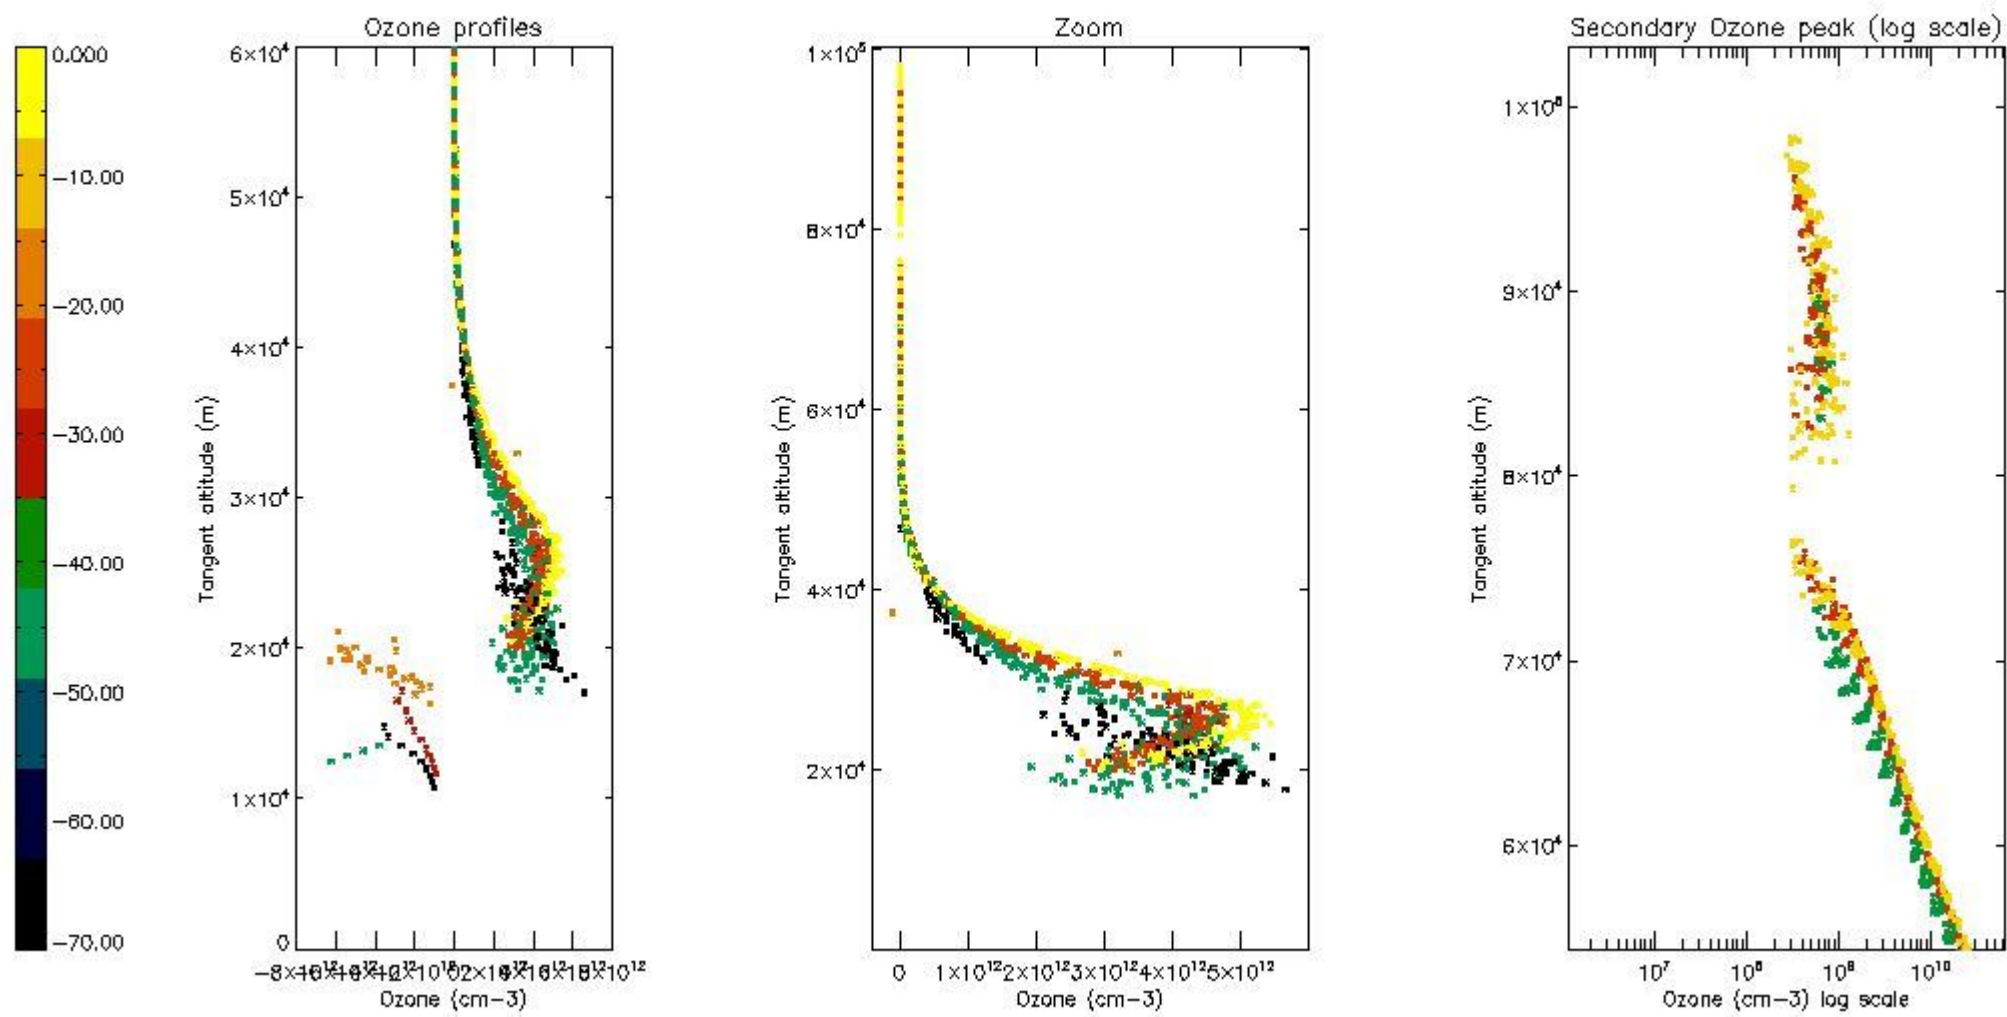 Ozone profiles
Zoom
Secondary Ozone peak (log scale)
0.000
−10.00
−20.00
−30.00
−40.00
−50.00
−60.00
−70.00
Tangent altitude (m)
6×10⁴
5×10⁴
4×10⁴
3×10⁴
2×10⁴
1×10⁴
0
Ozone (cm−3)
Tangent altitude (m)
1×10⁵
8×10⁴
6×10⁴
4×10⁴
2×10⁴
0 1×10¹² 2×10¹² 3×10¹² 4×10¹² 5×10¹²
Ozone (cm−3)
Tangent altitude (m)
9×10⁴
8×10⁴
7×10⁴
6×10⁴
10⁷ 10⁸ 10⁹ 10¹⁰
Ozone (cm−3) log scale